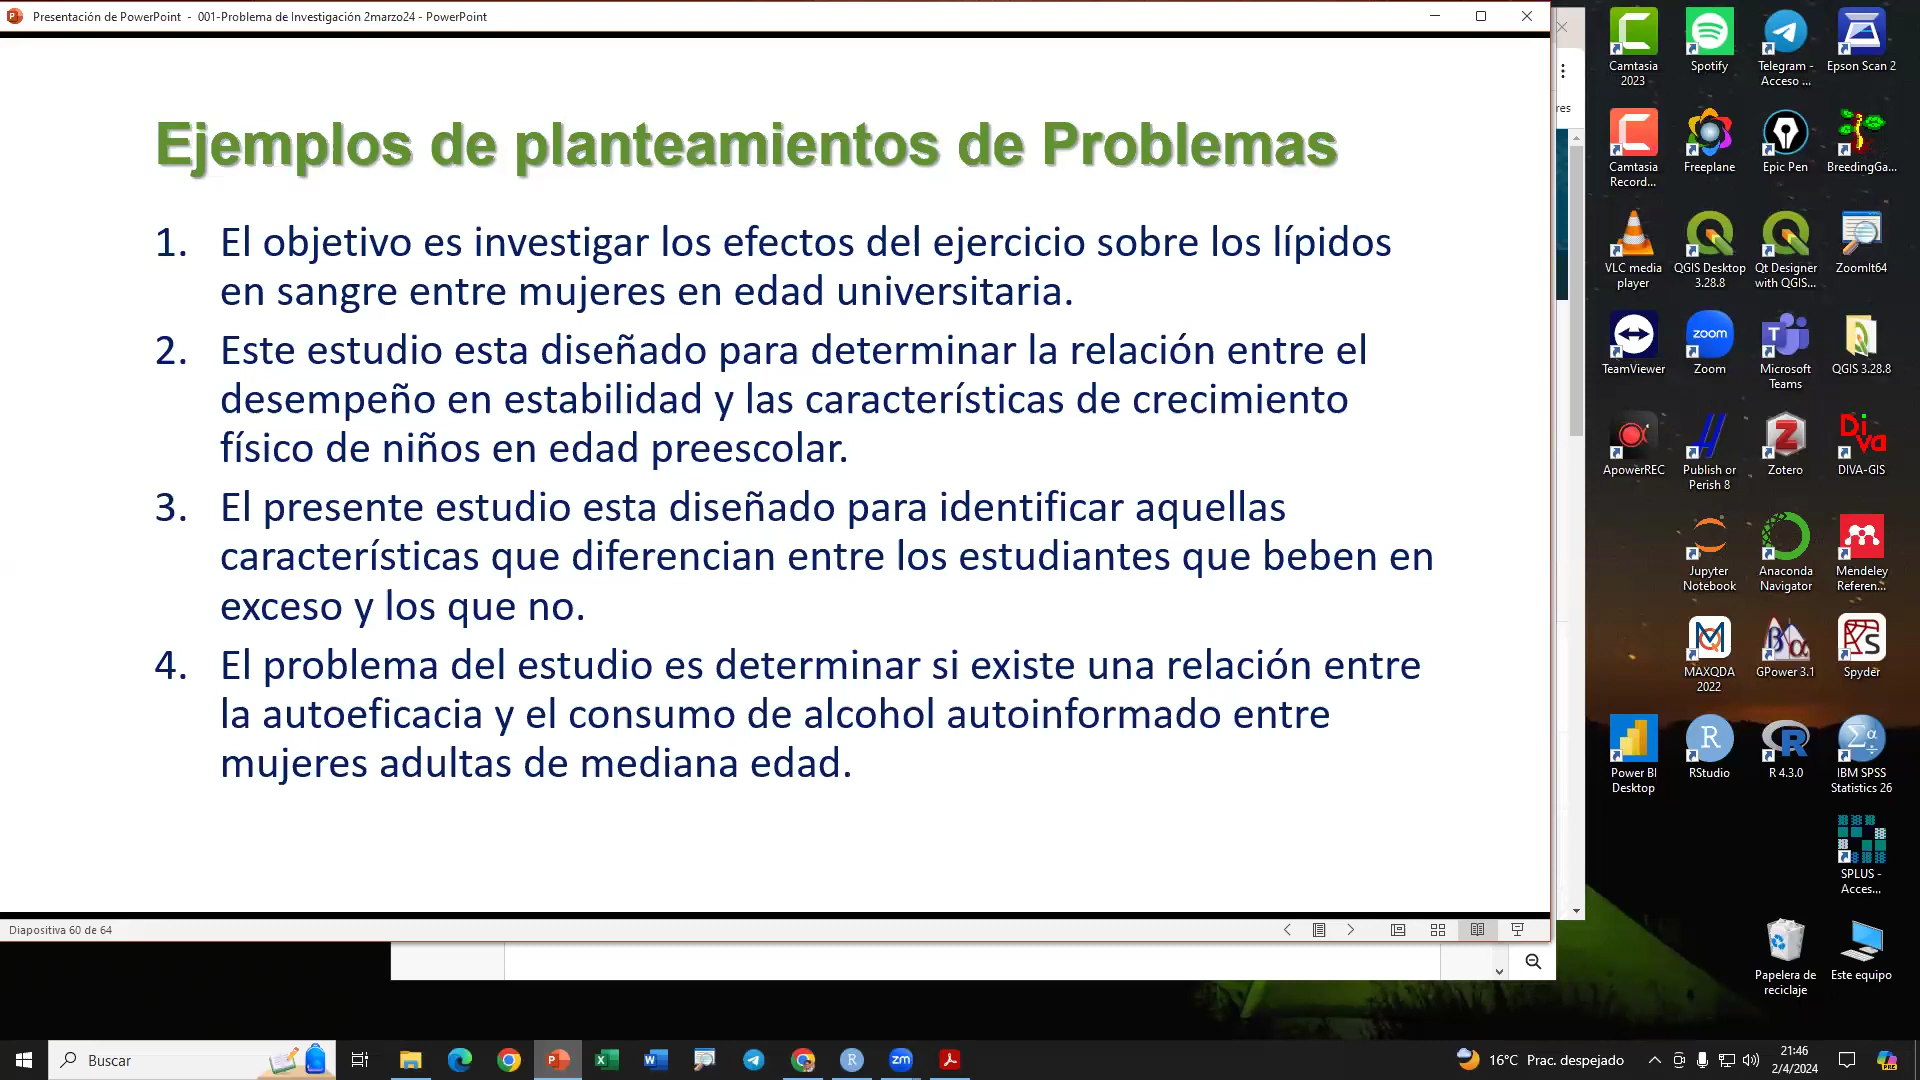 Presentación de PowerPoint - 001-Problema de Investigación 2marzo24 - PowerPoint
Ejemplos de planteamientos de Problemas
1. El objetivo es investigar los efectos del ejercicio sobre los lípidos
en sangre entre mujeres en edad universitaria.
2. Este estudio esta diseñado para determinar la relación entre el
desempeño en estabilidad y las características de crecimiento
físico de niños en edad preescolar.
3. El presente estudio esta diseñado para identificar aquellas
características que diferencian entre los estudiantes que beben en
exceso y los que no.
4. El problema del estudio es determinar si existe una relación entre
la autoeficacia y el consumo de alcohol autoinformado entre
mujeres adultas de mediana edad.
Diapositiva 60 de 64
res
Camtasia
2023
Spotify
Telegram -
Acceso ...
Epson Scan 2
Camtasia
Record...
Freeplane
Epic Pen
BreedingGa...
VLC media
player
QGIS Desktop
3.28.8
Qt Designer
with QGIS...
ZoomIt64
TeamViewer
zoom
Zoom
Microsoft
Teams
QGIS 3.28.8
ApowerREC
Publish or
Perish 8
Zotero
Diva
DIVA-GIS
Jupyter
Notebook
Anaconda
Navigator
Mendeley
Referen...
MAXQDA
2022
GPower 3.1
Spyder
Power BI
Desktop
RStudio
R 4.3.0
IBM SPSS
Statistics 26
SPLUS -
Acces...
Papelera de
reciclaje
Este equipo
Buscar
zm
16°C Prac. despejado
21:46
2/4/2024